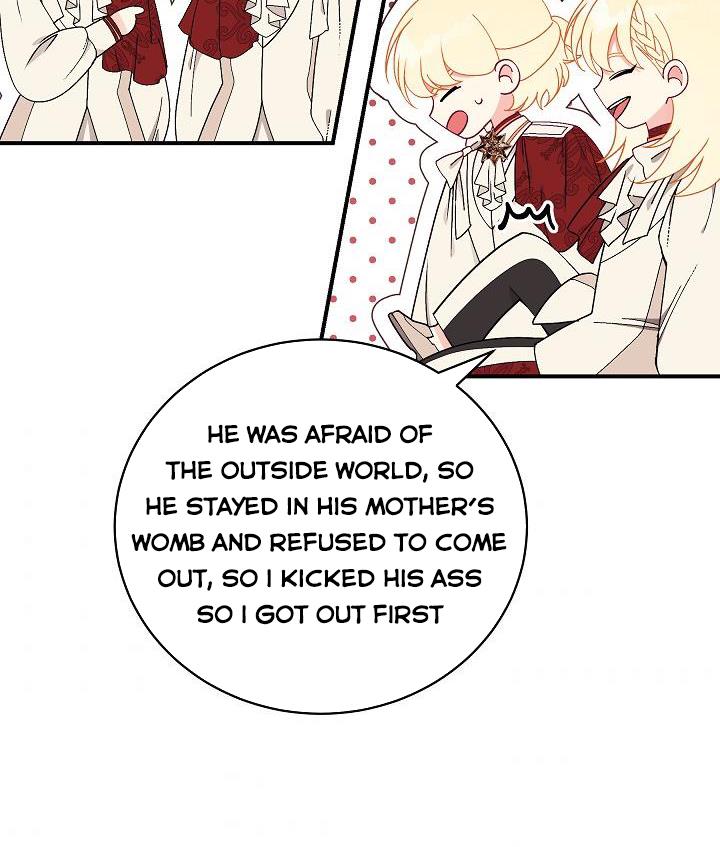 HE WAS AFRAID OF
THE OUTSIDE WORLD, SO
HE STAYED IN HIS MOTHER'S
WOMB AND REFUSED TO COME
OUT, SO I KICKED HIS ASS
SO I GOT OUT FIRST